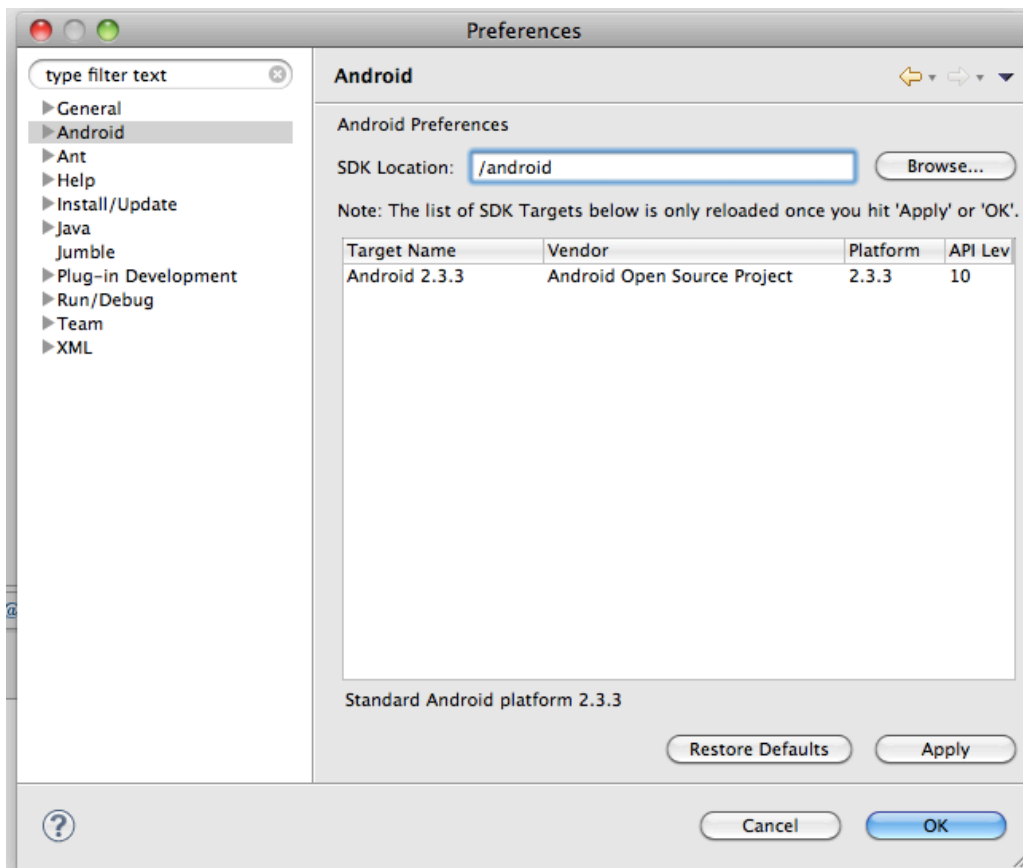 Preferences
type filter text
General
Android
Ant
Help
Install/Update
Java
Jumble
Plug-in Development
Run/Debug
Team
XML
Android
Android Preferences
SDK Location: /android Browse...
Note: The list of SDK Targets below is only reloaded once you hit 'Apply' or 'OK'.
Target Name Vendor Platform API Lev
Android 2.3.3 Android Open Source Project 2.3.3 10
Standard Android platform 2.3.3
Restore Defaults Apply
? Cancel OK
@